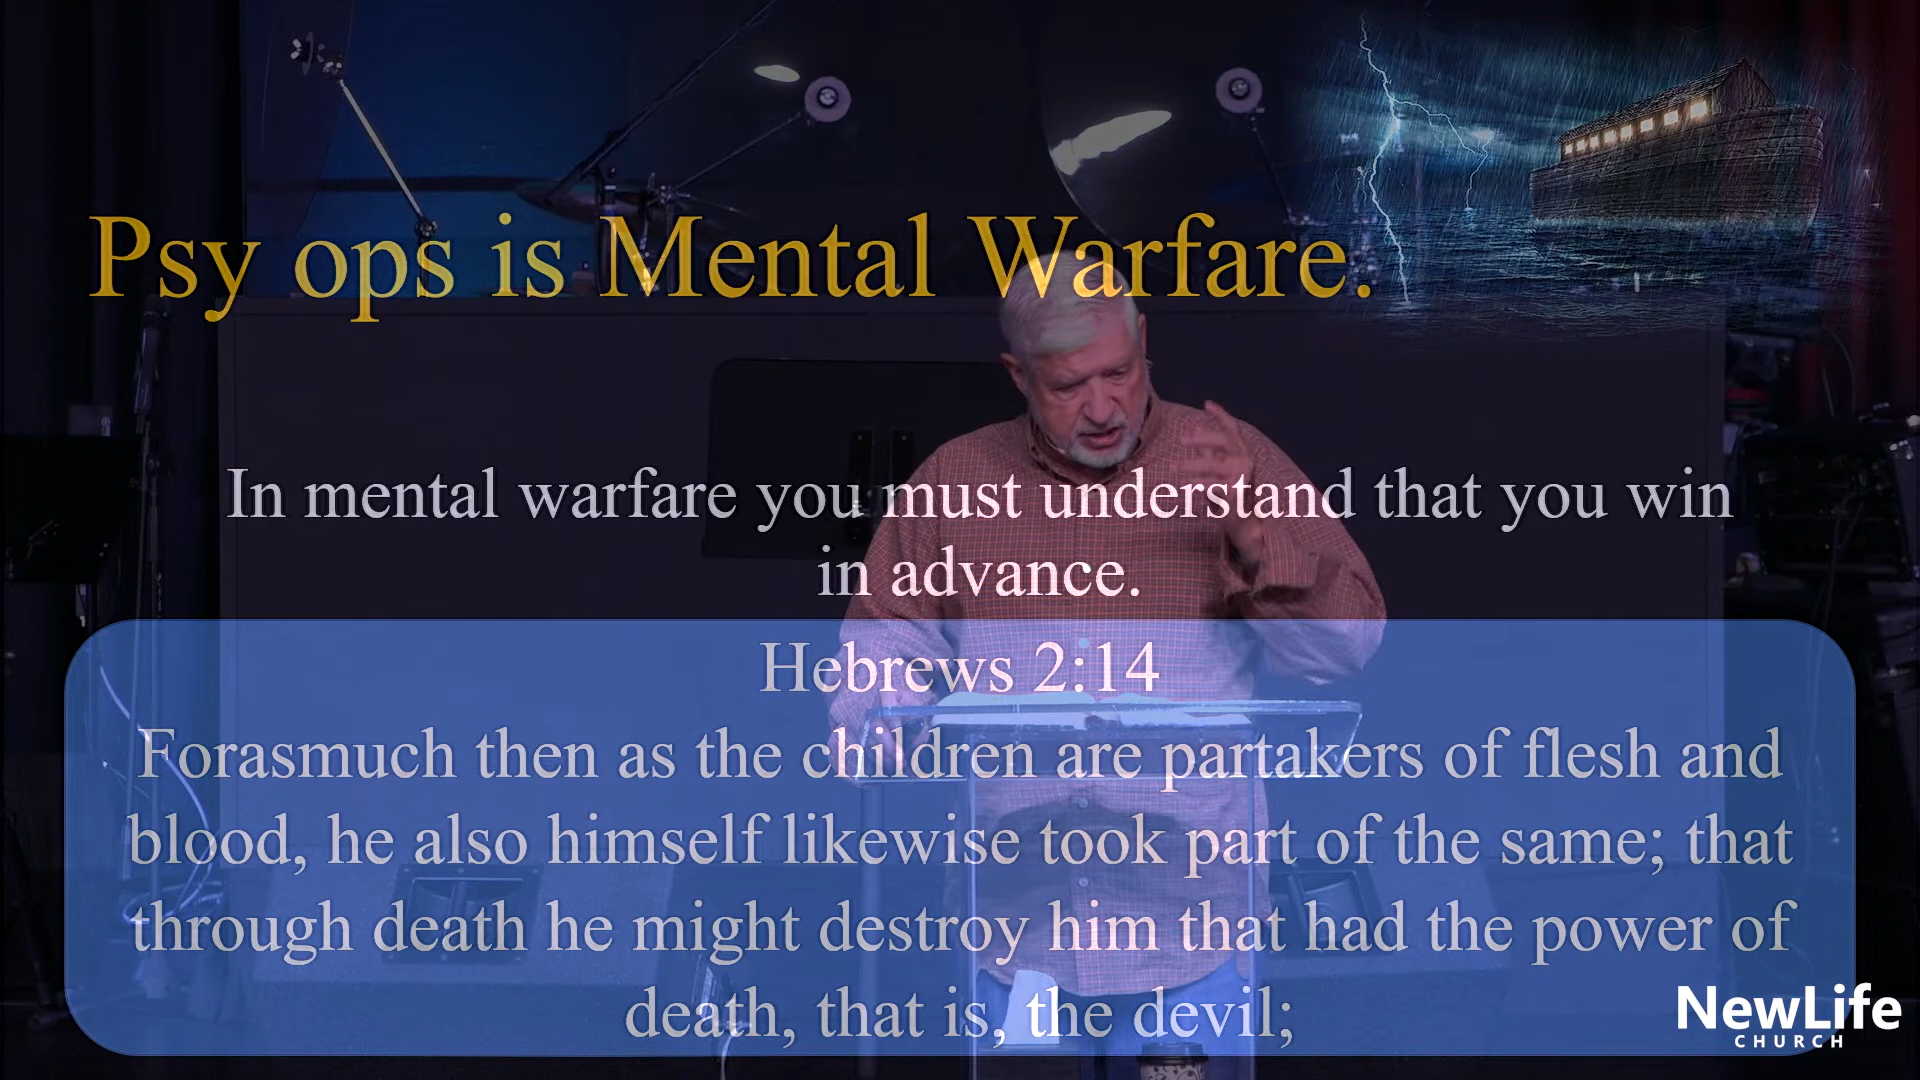 Psy ops is Mental Warfare.
In mental warfare you must understand that you win
in advance.
Hebrews 2:14
Forasmuch then as the children are partakers of flesh and
blood, he also himself likewise took part of the same; that
through death he might destroy him that had the power of
death, that is, the devil;
NewLife
CHURCH